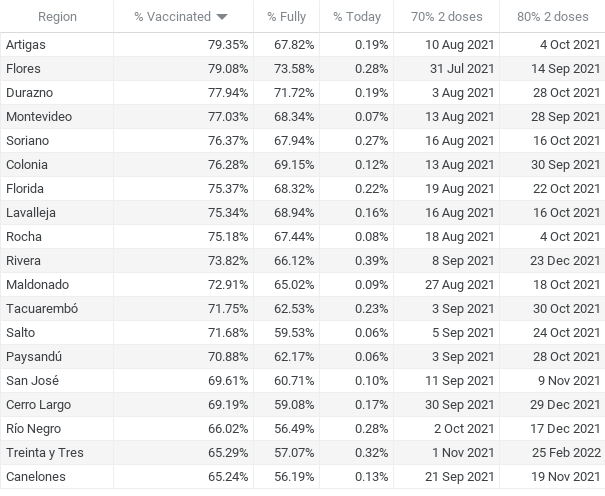 Region % Vaccinated % Fully % Today 70% 2 doses 80% 2 doses
Artigas 79.35% 67.82% 0.19% 10 Aug 2021 4 Oct 2021
Flores 79.08% 73.58% 0.28% 31 Jul 2021 14 Sep 2021
Durazno 77.94% 71.72% 0.19% 3 Aug 2021 28 Oct 2021
Montevideo 77.03% 68.34% 0.07% 13 Aug 2021 28 Sep 2021
Soriano 76.37% 67.94% 0.27% 16 Aug 2021 16 Oct 2021
Colonia 76.28% 69.15% 0.12% 13 Aug 2021 30 Sep 2021
Florida 75.37% 68.32% 0.22% 19 Aug 2021 22 Oct 2021
Lavalleja 75.34% 68.94% 0.16% 16 Aug 2021 16 Oct 2021
Rocha 75.18% 67.44% 0.08% 18 Aug 2021 4 Oct 2021
Rivera 73.82% 66.12% 0.39% 8 Sep 2021 23 Dec 2021
Maldonado 72.91% 65.02% 0.09% 27 Aug 2021 18 Oct 2021
Tacuarembó 71.75% 62.53% 0.23% 3 Sep 2021 30 Oct 2021
Salto 71.68% 59.53% 0.06% 5 Sep 2021 24 Oct 2021
Paysandú 70.88% 62.17% 0.06% 3 Sep 2021 28 Oct 2021
San José 69.61% 60.71% 0.10% 11 Sep 2021 9 Nov 2021
Cerro Largo 69.19% 59.08% 0.17% 30 Sep 2021 29 Dec 2021
Río Negro 66.02% 56.49% 0.28% 2 Oct 2021 17 Dec 2021
Treinta y Tres 65.29% 57.07% 0.32% 1 Nov 2021 25 Feb 2022
Canelones 65.24% 56.19% 0.13% 21 Sep 2021 19 Nov 2021